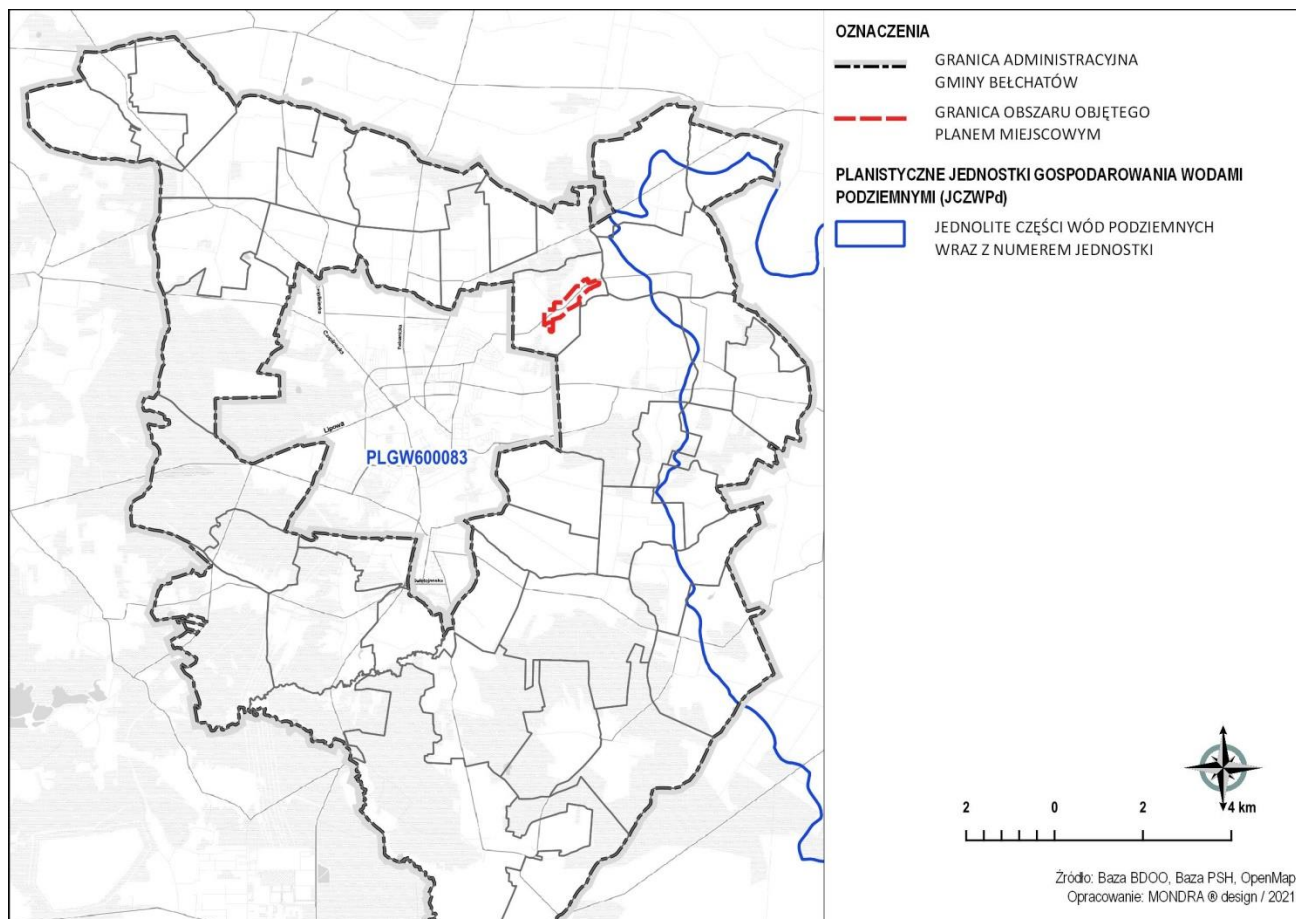 OZNACZENIA
GRANICA ADMINISTRACYJNA
GMINY BEŁCHATÓW
GRANICA OBSZARU OBJĘTEGO
PLANEM MIEJSCOWYM
PLANISTYCZNE JEDNOSTKI GOSPODAROWANIA WODAMI
PODZIEMNYMI (JCZWPd)
JEDNOLITE CZĘŚCI WÓD PODZIEMNYCH
WRAZ Z NUMEREM JEDNOSTKI
Lipowa
PLGW600083
2 0 2 4 km
Źródło: Baza BDOO, Baza PSH, OpenMap
Opracowanie: MONDRA ® design / 2021